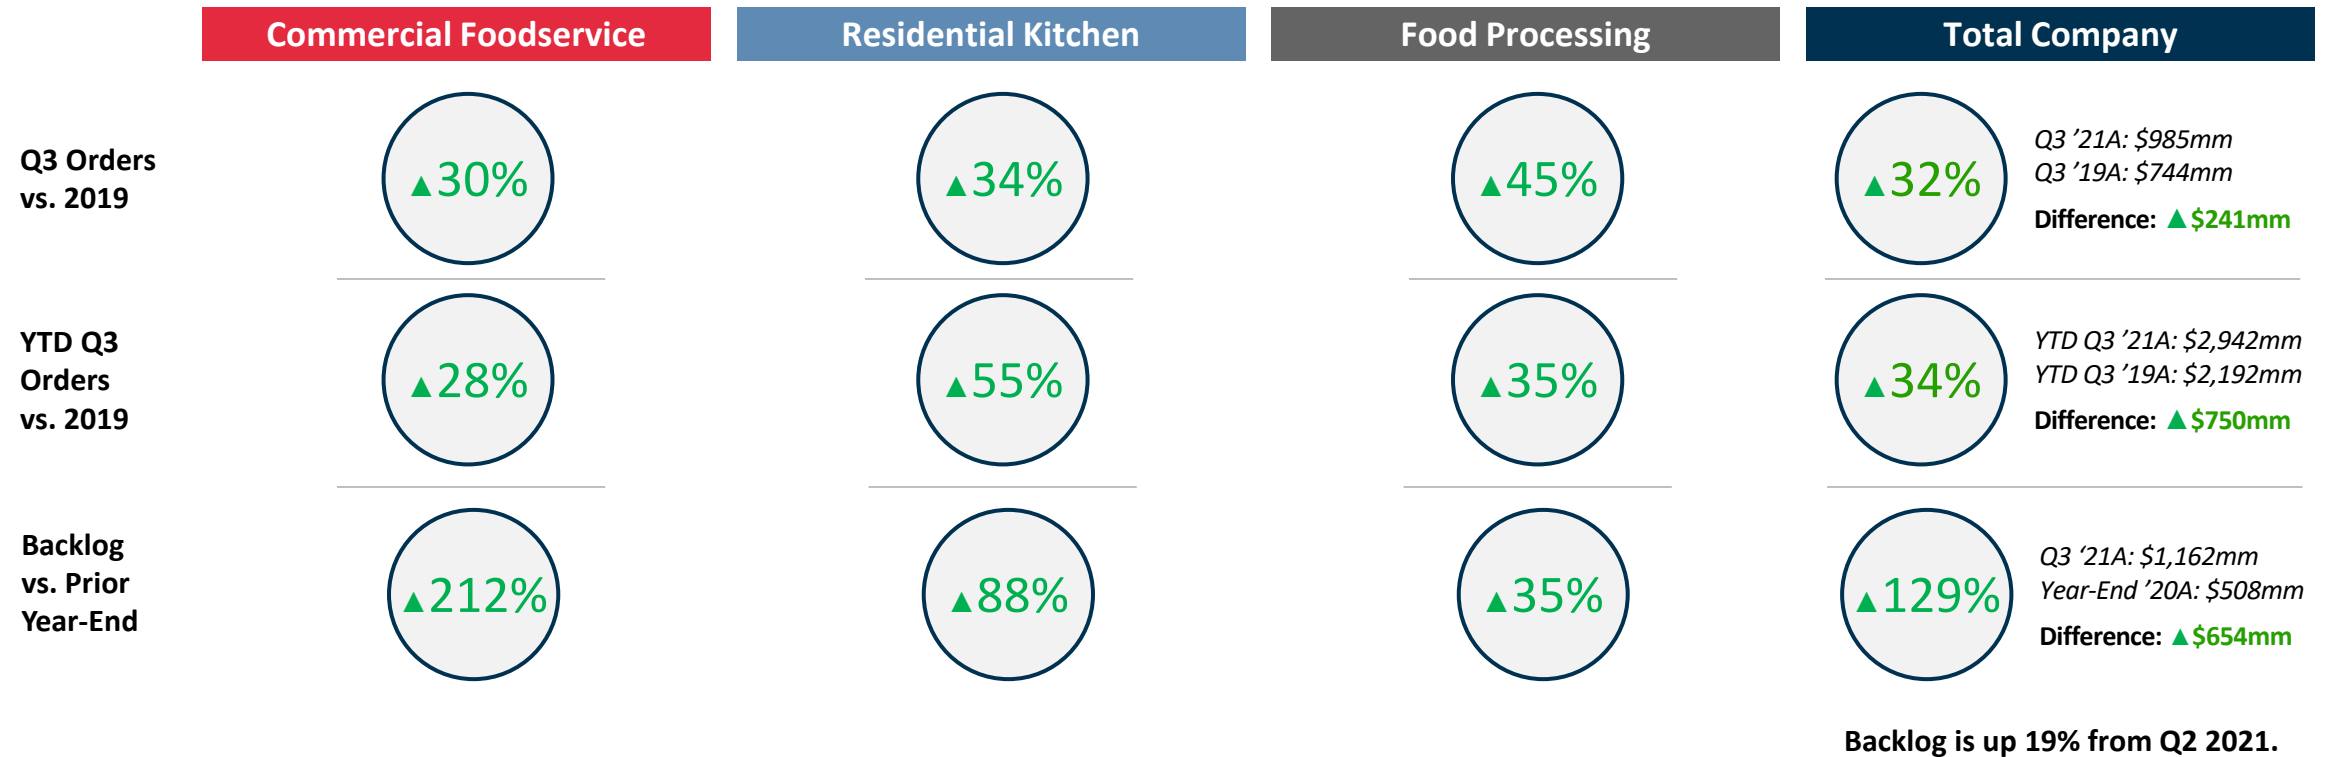 Commercial Foodservice
Residential Kitchen
Food Processing
Total Company
Q3 Orders
vs. 2019
▲30%
▲34%
▲45%
▲32%
Q3 ’21A: $985mm
Q3 ’19A: $744mm
Difference: ▲$241mm
YTD Q3
Orders
vs. 2019
▲28%
▲55%
▲35%
▲34%
YTD Q3 ’21A: $2,942mm
YTD Q3 ’19A: $2,192mm
Difference: ▲$750mm
Backlog
vs. Prior
Year-End
▲212%
▲88%
▲35%
▲129%
Q3 ‘21A: $1,162mm
Year-End ’20A: $508mm
Difference: ▲$654mm
Backlog is up 19% from Q2 2021.